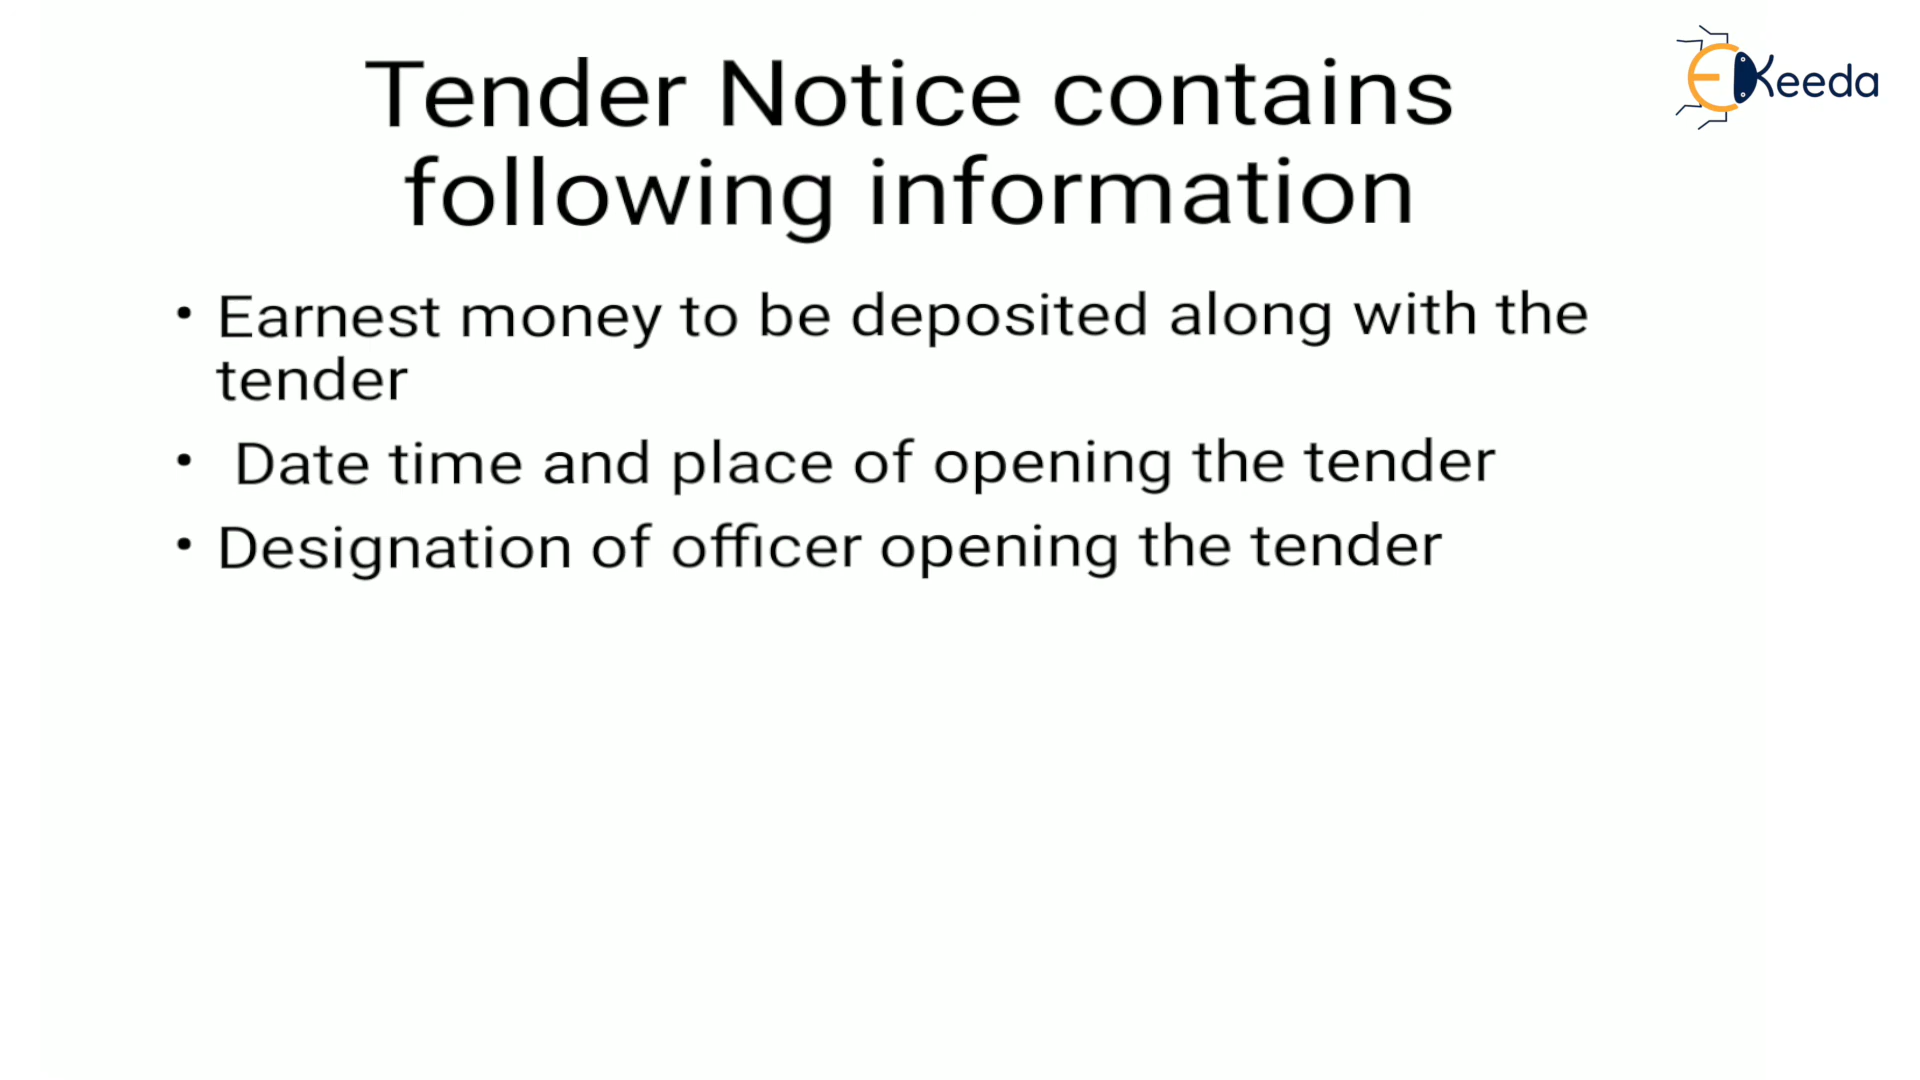 Tender Notice contains
following information
EKeeda
• Earnest money to be deposited along with the
tender
• Date time and place of opening the tender
• Designation of officer opening the tender